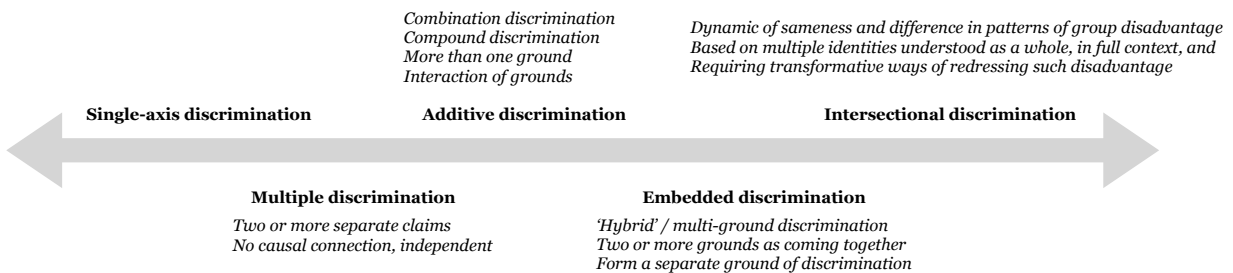 Combination discrimination
Compound discrimination
More than one ground
Interaction of grounds
Dynamic of sameness and difference in patterns of group disadvantage
Based on multiple identities understood as a whole, in full context, and
Requiring transformative ways of redressing such disadvantage
Single-axis discrimination
Additive discrimination
Intersectional discrimination
Multiple discrimination
Two or more separate claims
No causal connection, independent
Embedded discrimination
‘Hybrid’ / multi-ground discrimination
Two or more grounds as coming together
Form a separate ground of discrimination